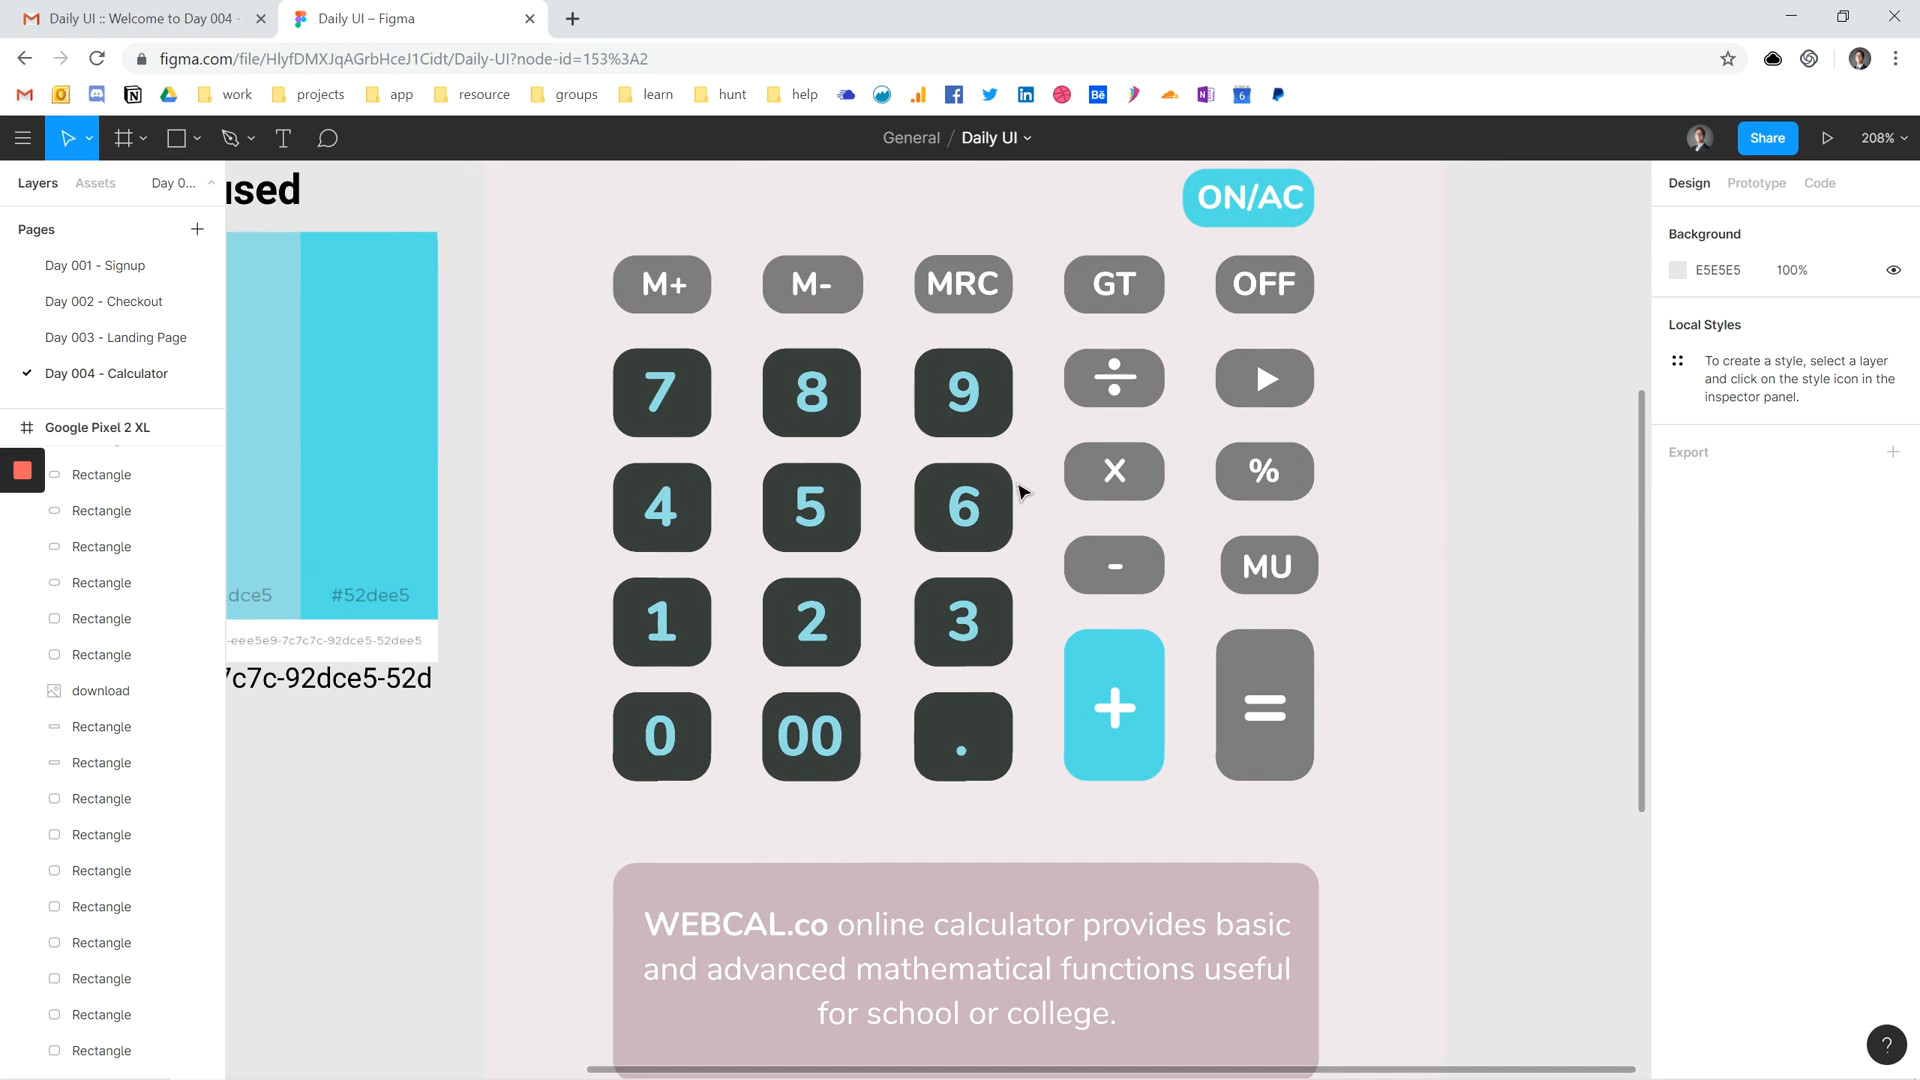 Daily UI :: Welcome to Day 004 -
Daily UI – Figma
figma.com/file/HlyfDMXJqAGrbHceJ1Cidt/Daily-UI?node-id=153%3A2
work
projects
app
resource
groups
learn
hunt
help
General / Daily UI
Share
208%
Layers
Assets
Day 0...
Pages
Day 001 - Signup
Day 002 - Checkout
Day 003 - Landing Page
Day 004 - Calculator
Google Pixel 2 XL
Rectangle
Rectangle
Rectangle
Rectangle
Rectangle
Rectangle
download
Rectangle
Rectangle
Rectangle
Rectangle
Rectangle
Rectangle
Rectangle
Rectangle
Rectangle
Rectangle
used
dce5
#52dee5
-eee5e9-7c7c7c-92dce5-52dee5
7c7c-92dce5-52d
ON/AC
M+ M- MRC GT OFF
7 8 9 ÷
4 5 6 X %
- MU
1 2 3
0 00 . + =
WEBCAL.co online calculator provides basic
and advanced mathematical functions useful
for school or college.
Design
Prototype
Code
Background
E5E5E5
100%
Local Styles
To create a style, select a layer
and click on the style icon in the
inspector panel.
Export
?